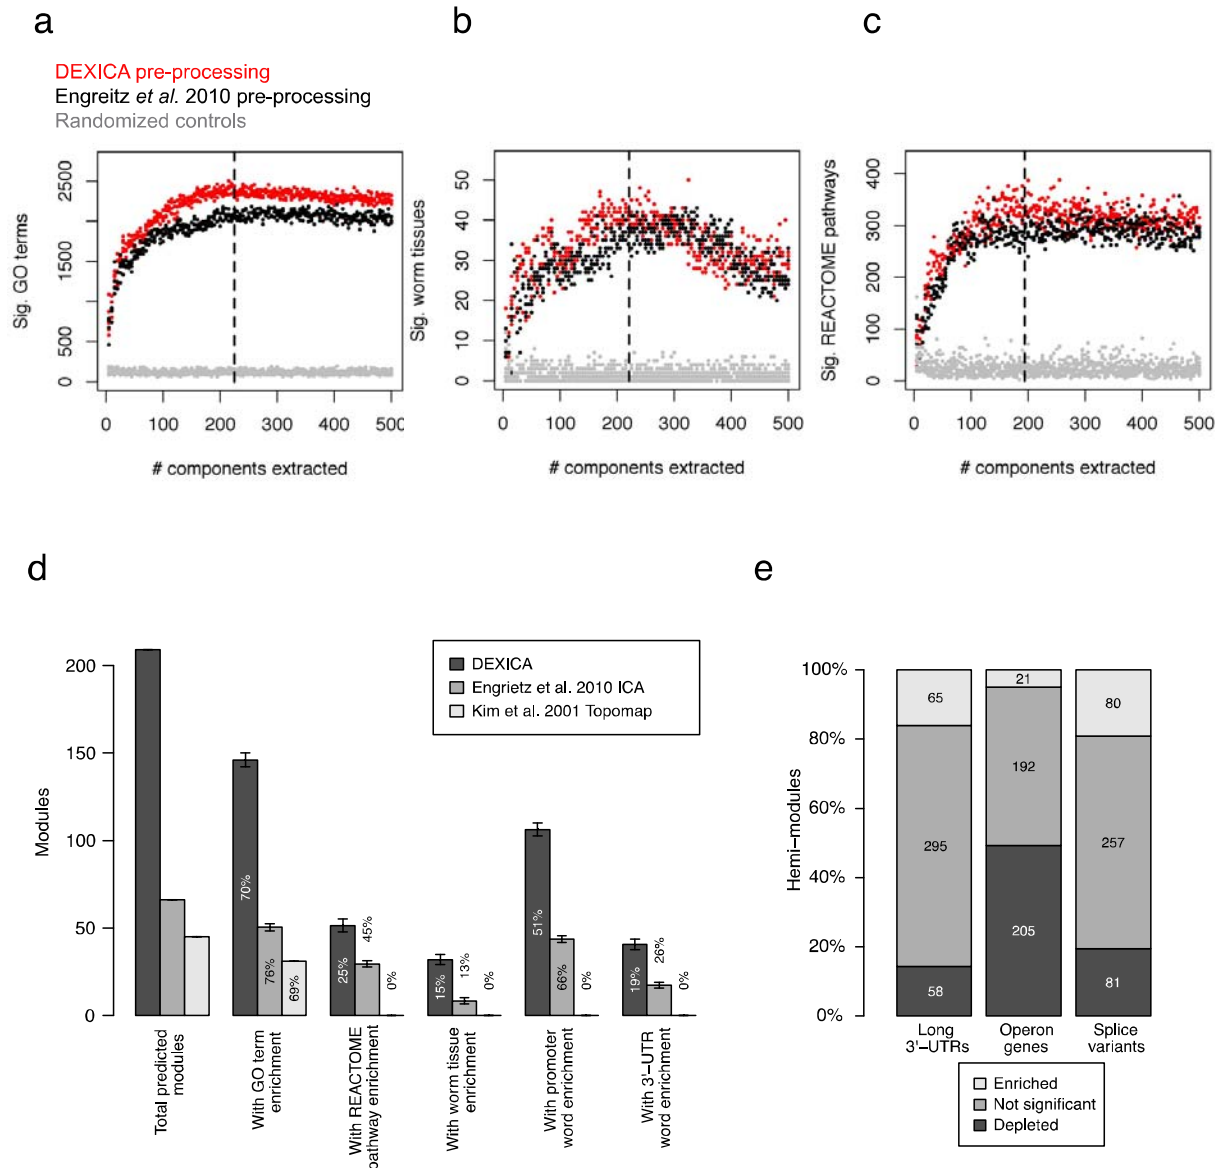 a
b
c
DEXICA pre-processing
Engreitz et al. 2010 pre-processing
Randomized controls
Sig. GO terms
0
500
1500
2500
0 100 200 300 400 500
# components extracted
Sig. worm tissues
0
10
20
30
40
50
0 100 200 300 400 500
# components extracted
Sig. REACTOME pathways
0
100
200
300
400
0 100 200 300 400 500
# components extracted
d
Modules
200
150
100
50
0
DEXICA
Engrietz et al. 2010 ICA
Kim et al. 2001 Topomap
70%
76%
69%
25%
45%
0%
15%
13%
0%
51%
66%
0%
19%
26%
0%
Total predicted
modules
With GO term
enrichment
With REACTOME
pathway enrichment
With worm tissue
enrichment
With promoter
word enrichment
With 3'-UTR
word enrichment
e
Hemi-modules
100%
80%
60%
40%
20%
0%
65
295
58
21
192
205
80
257
81
Long
3'-UTRs
Operon
genes
Splice
variants
Enriched
Not significant
Depleted